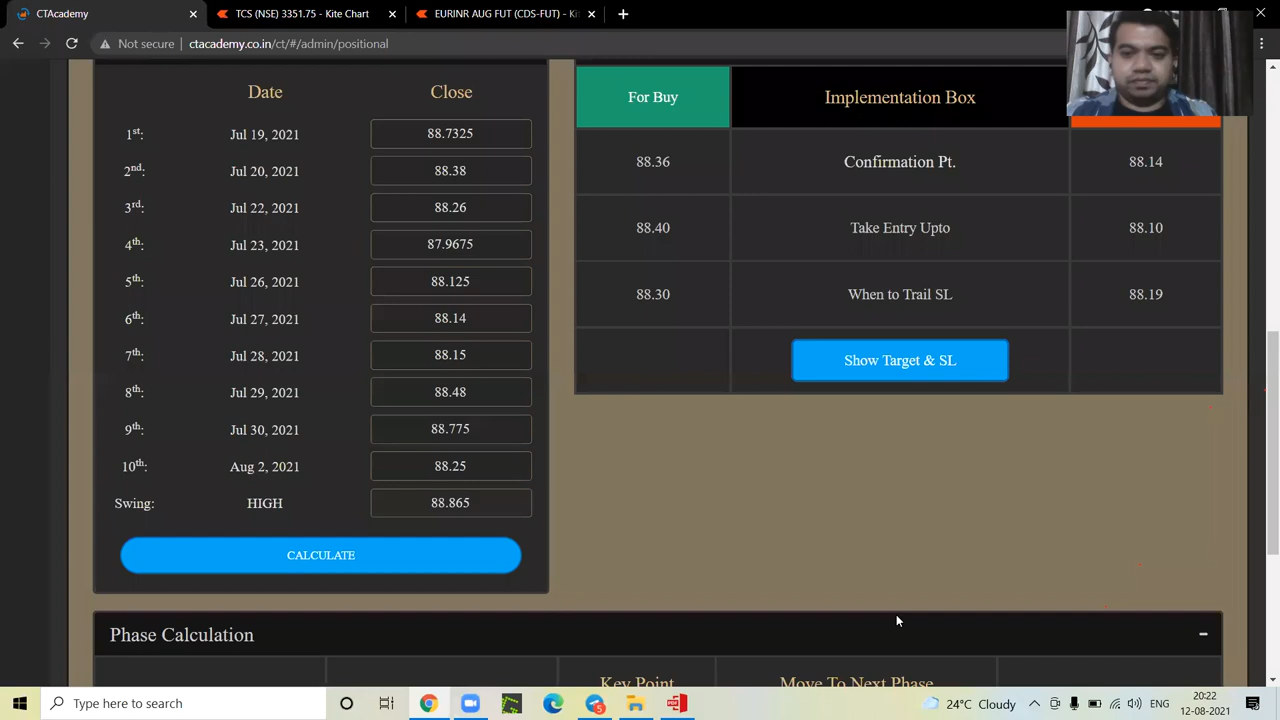 CTAcademy
TCS (NSE) 3351.75 - Kite Chart
EURINR AUG FUT (CDS-FUT) - Ki
Not secure
ctacademy.co.in/ct/#/admin/positional
Date Close
1st: Jul 19, 2021 88.7325
2nd: Jul 20, 2021 88.38
3rd: Jul 22, 2021 88.26
4th: Jul 23, 2021 87.9675
5th: Jul 26, 2021 88.125
6th: Jul 27, 2021 88.14
7th: Jul 28, 2021 88.15
8th: Jul 29, 2021 88.48
9th: Jul 30, 2021 88.775
10th: Aug 2, 2021 88.25
Swing: HIGH 88.865
CALCULATE
For Buy Implementation Box
88.36 Confirmation Pt. 88.14
88.40 Take Entry Upto 88.10
88.30 When to Trail SL 88.19
Show Target & SL
Phase Calculation
Key Point Move To Next Phase
Type here to search
24°C Cloudy
20:22
12-08-2021